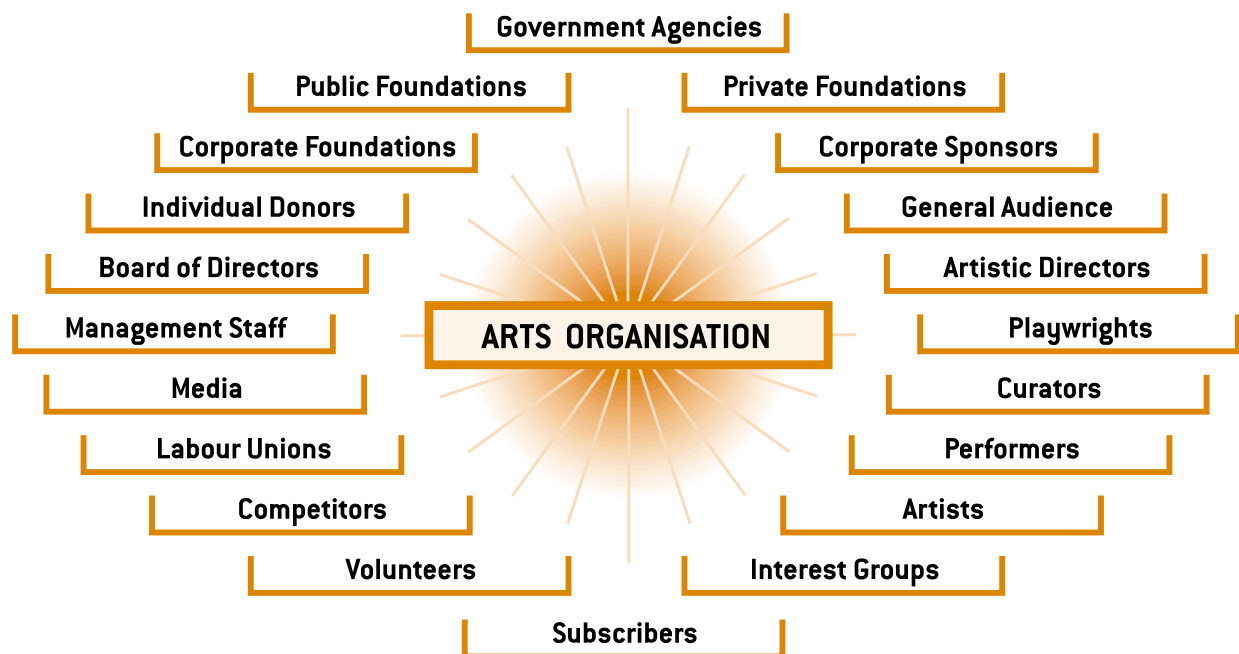 Government Agencies
Public Foundations
Private Foundations
Corporate Foundations
Corporate Sponsors
Individual Donors
General Audience
Board of Directors
Artistic Directors
Management Staff
Playwrights
ARTS ORGANISATION
Media
Curators
Labour Unions
Performers
Competitors
Artists
Volunteers
Interest Groups
Subscribers